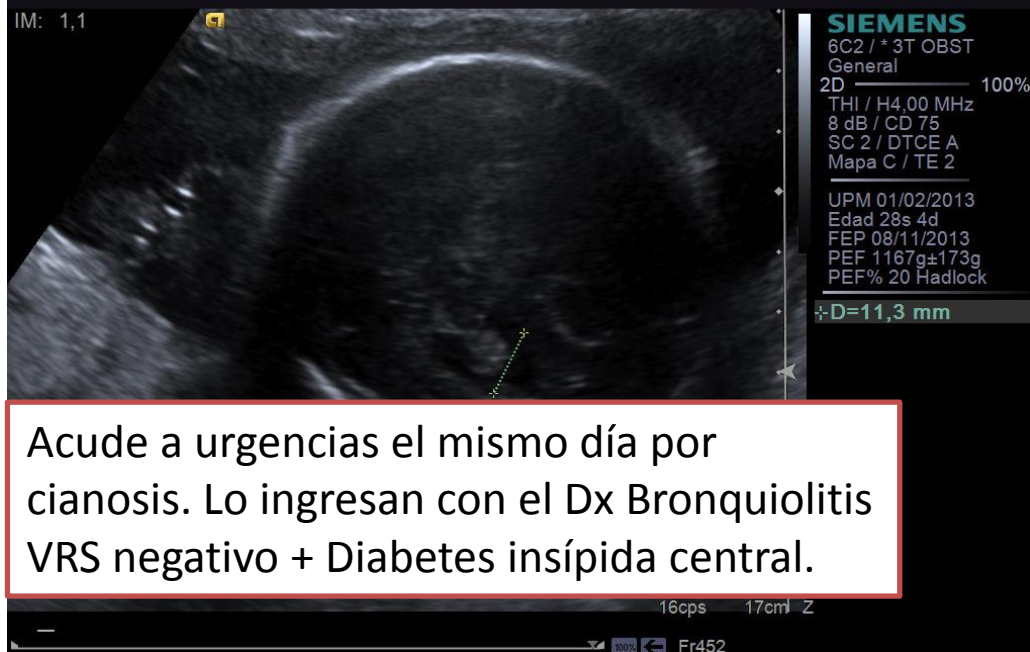 IM: 1,1
SIEMENS
6C2 / * 3T OBST
General
2D 100%
THI / H4,00 MHz
8 dB / CD 75
SC 2 / DTCE A
Mapa C / TE 2
UPM 01/02/2013
Edad 28s 4d
FEP 08/11/2013
PEF 1167g±173g
PEF% 20 Hadlock
D=11,3 mm
Acude a urgencias el mismo día por
cianosis. Lo ingresan con el Dx Bronquiolitis
VRS negativo + Diabetes insípida central.
16cps 17cm Z
100% Fr452